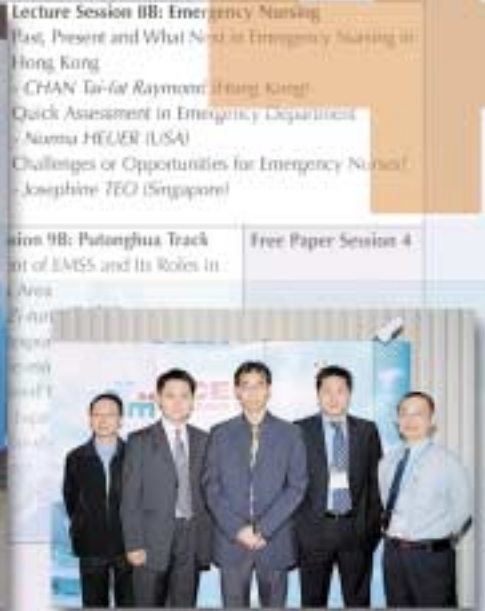 Lecture Session 8B: Emergency Nursing
Past, Present and What Next in Emergency Nursing in
Hong Kong
- CHAN Tai-fat Raymond (Hong Kong)
Quick Assessment in Emergency Department
- Norma HEUER (USA)
Challenges or Opportunities for Emergency Nurses?
- Josephine TEO (Singapore)
sion 9B: Putonghua Track
nt of EMSS and Its Roles in
Area
Free Paper Session 4